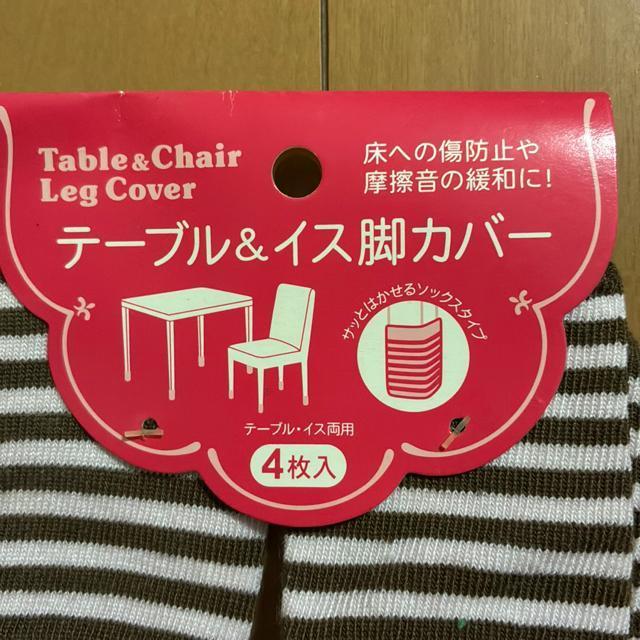 Table & Chair
Leg Cover
床への傷防止や
摩擦音の緩和に!
テーブル&イス脚カバー
サッとはかせるソックスタイプ
テーブル・イス両用
4枚入